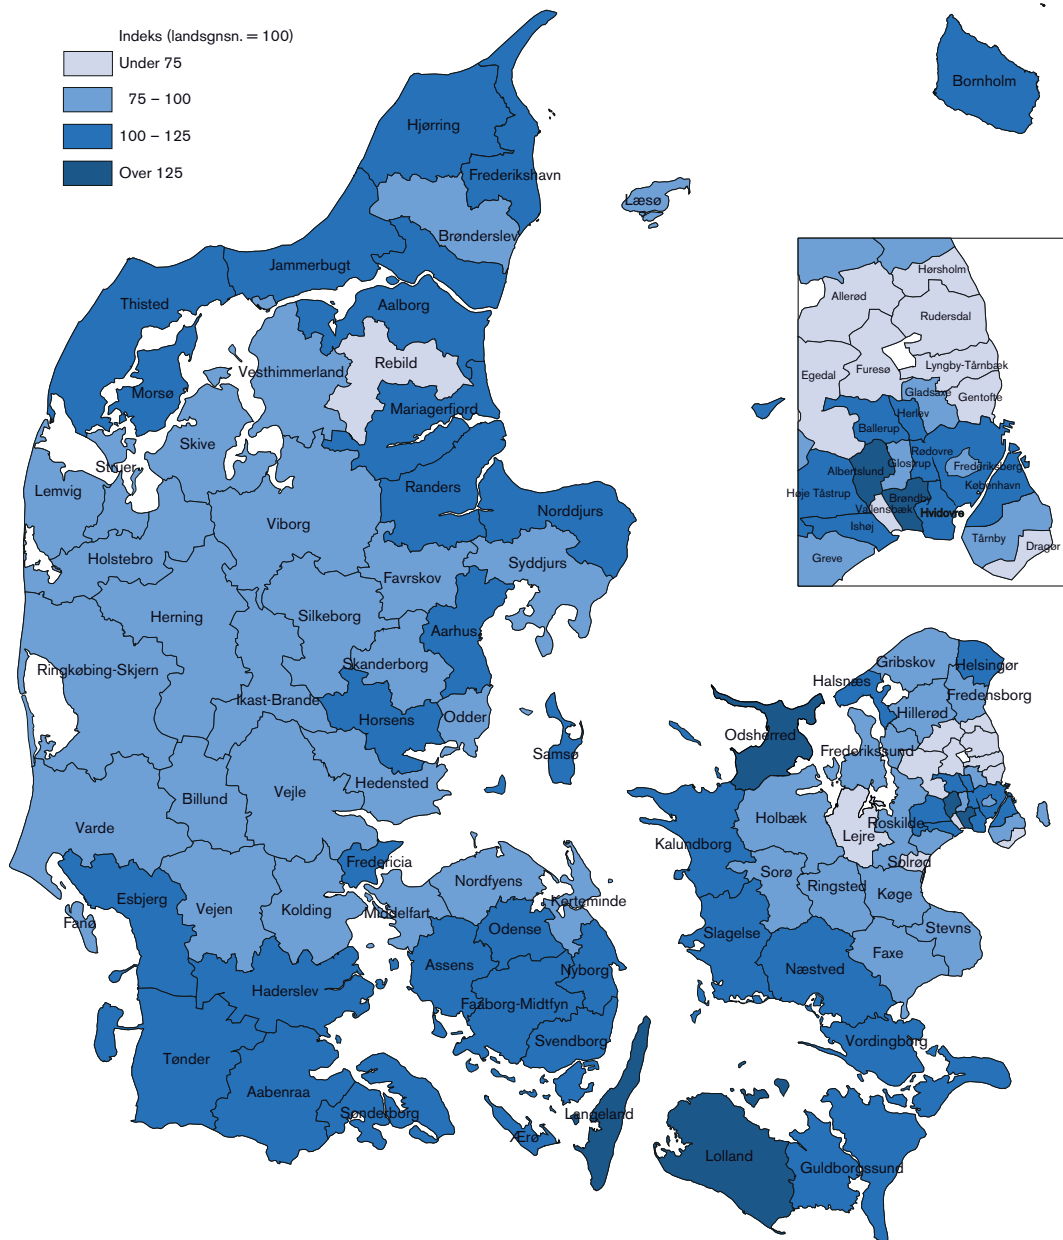 Indeks (landsgnsn. = 100)
Under 75
75 – 100
100 – 125
Over 125
Bornholm
Hjørring
Frederikshavn
Læsø
Brønderslev
Jammerbugt
Thisted
Aalborg
Rebild
Vesthimmerland
Morsø
Mariagerfjord
Skive
Struer
Lemvig
Randers
Norddjurs
Viborg
Holstebro
Favrskov
Syddjurs
Herning
Silkeborg
Aarhus
Skanderborg
Ringkøbing-Skjern
Ikast-Brande
Horsens
Odder
Samsø
Hedensted
Billund
Vejle
Varde
Fredericia
Esbjerg
Vejen
Kolding
Fanø
Middelfart
Nordfyens
Kerteminde
Odense
Assens
Nyborg
Haderslev
Faaborg-Midtfyn
Svendborg
Tønder
Aabenraa
Sønderborg
Ærø
Langeland
Hørsholm
Allerød
Rudersdal
Egedal
Furesø
Lyngby-Tårnbæk
Gladsaxe
Gentofte
Herlev
Ballerup
Rødovre
Glostrup
Frederiksberg
Albertslund
København
Høje Tåstrup
Brøndby
Vallensbæk
Hvidovre
Ishøj
Tårnby
Dragør
Greve
Gribskov
Helsingør
Halsnæs
Fredensborg
Hillerød
Odsherred
Frederikssund
Holbæk
Roskilde
Lejre
Kalundborg
Solrød
Sorø
Ringsted
Køge
Slagelse
Stevns
Faxe
Næstved
Vordingborg
Lolland
Guldborgssund